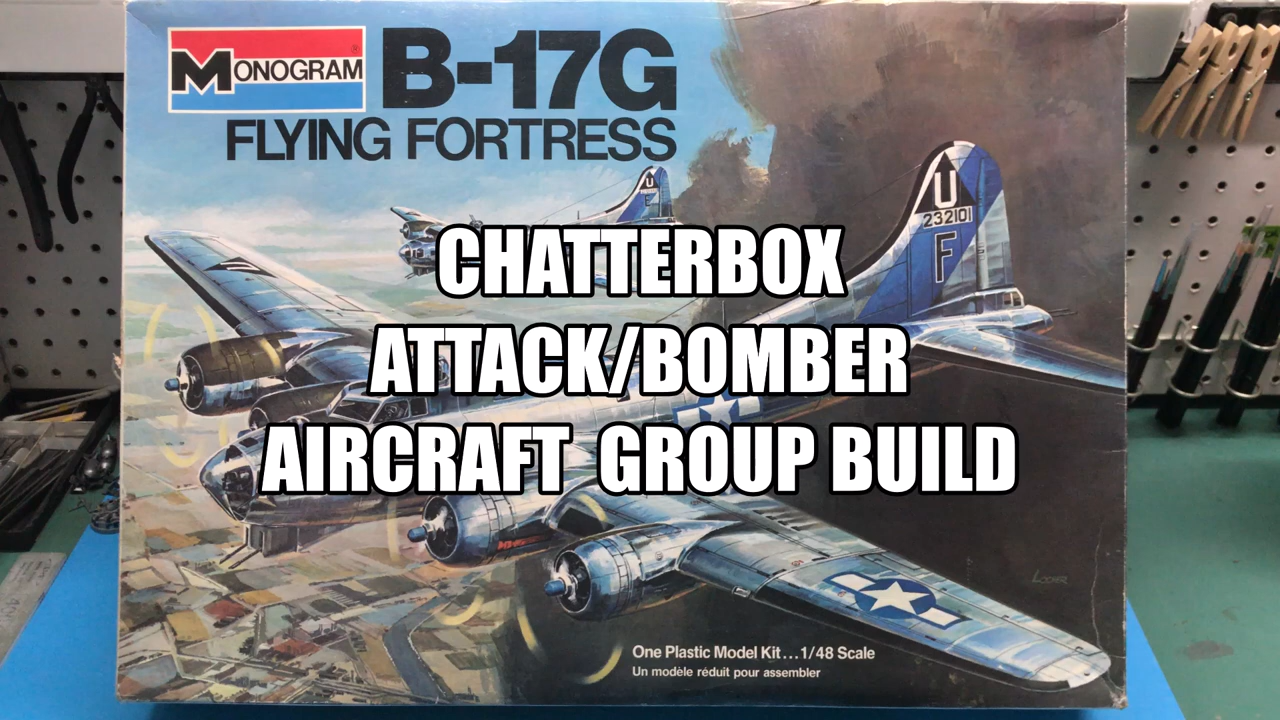 MONOGRAM®
B-17G
FLYING FORTRESS
U
232101
F
U
CHATTERBOX
ATTACK/BOMBER
AIRCRAFT GROUP BUILD
LOOSER
One Plastic Model Kit...1/48 Scale
Un modèle réduit pour assembler